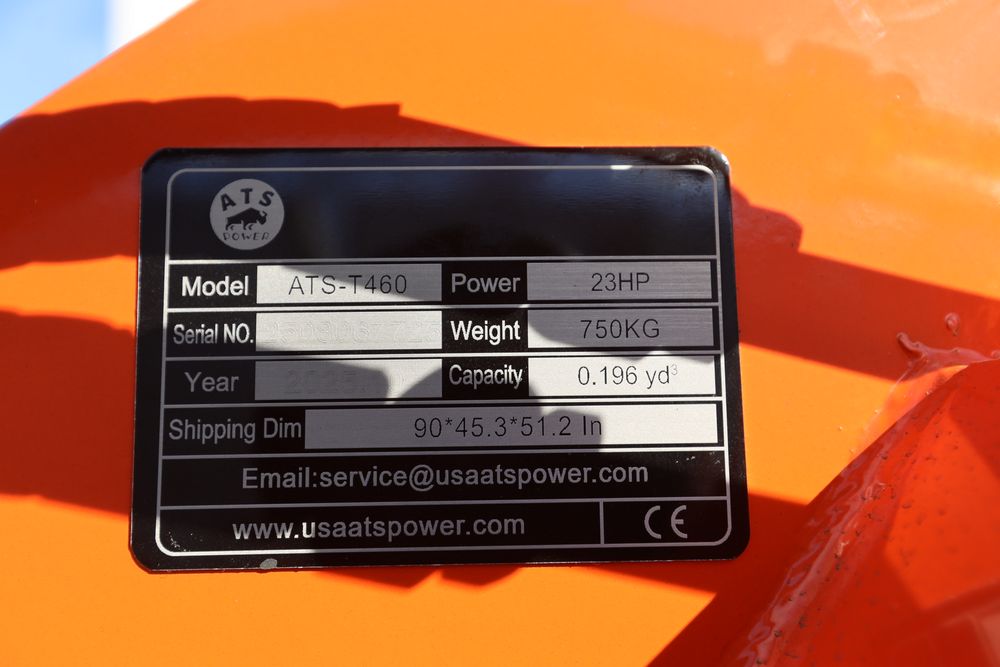 ATS
POWER
Model ATS-T460 Power 23HP
Serial NO. Weight 750KG
Year Capacity 0.196 yd³
Shipping Dim 90*45.3*51.2 In
Email:service@usaatspower.com
www.usaatspower.com CE